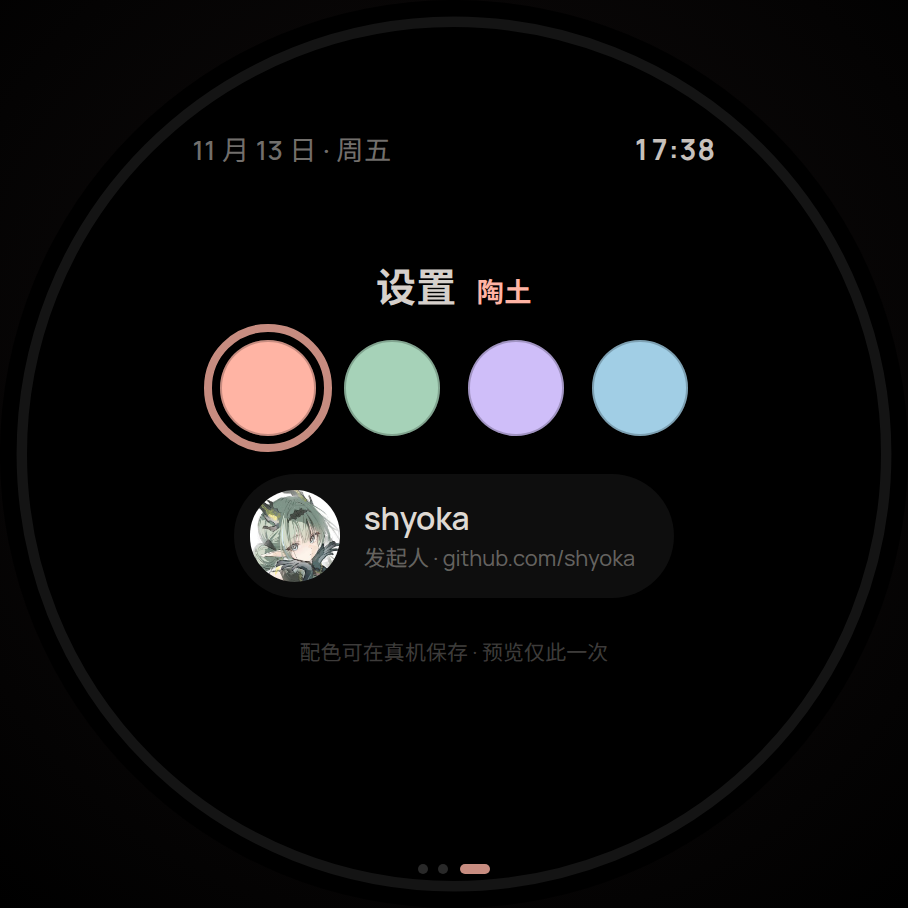 11 月 13 日 · 周五
17:38
设置 陶土
shyoka
发起人 · github.com/shyoka
配色可在真机保存 · 预览仅此一次